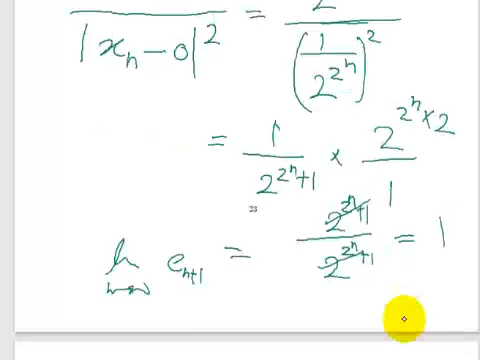 / |xₙ − 0|² = 2 / (1/2^{2^n})²
= 1/2^{2^n+1} × 2^{2^n×2}/1
23
lim n→∞ e_{n+1} = 2^{2^n+1}/2^{2^n+1} = 1